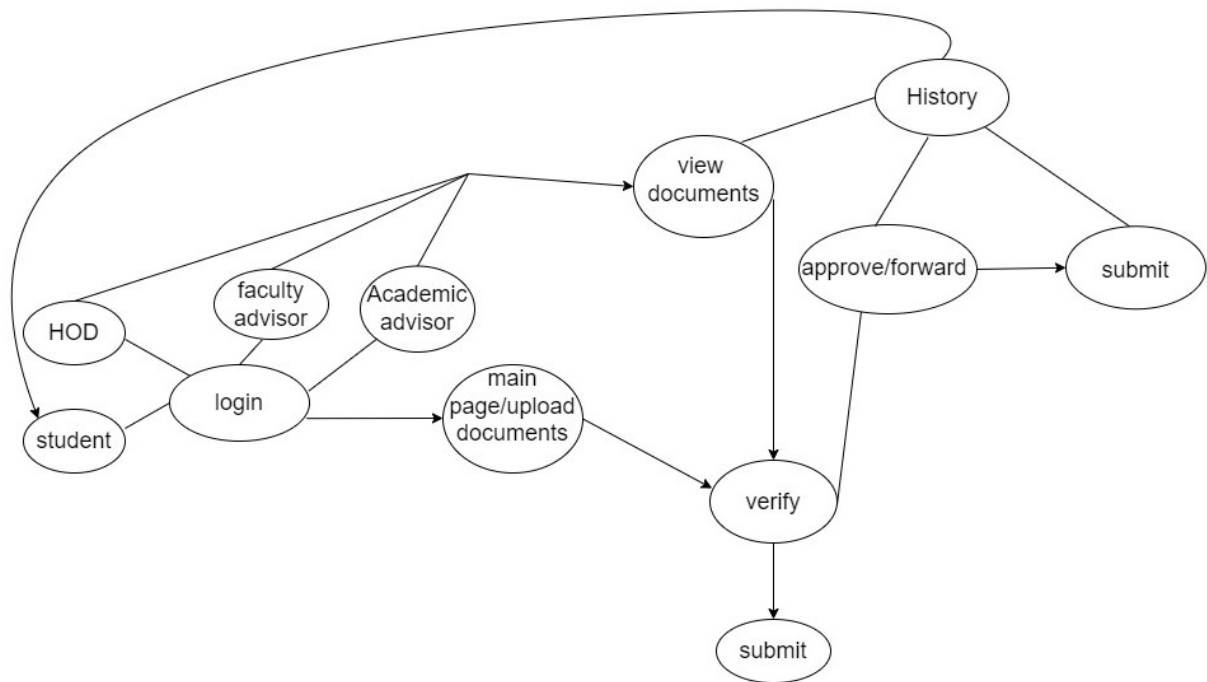 History
view
documents
approve/forward
submit
faculty
advisor
Academic
advisor
HOD
login
student
main
page/upload
documents
verify
submit